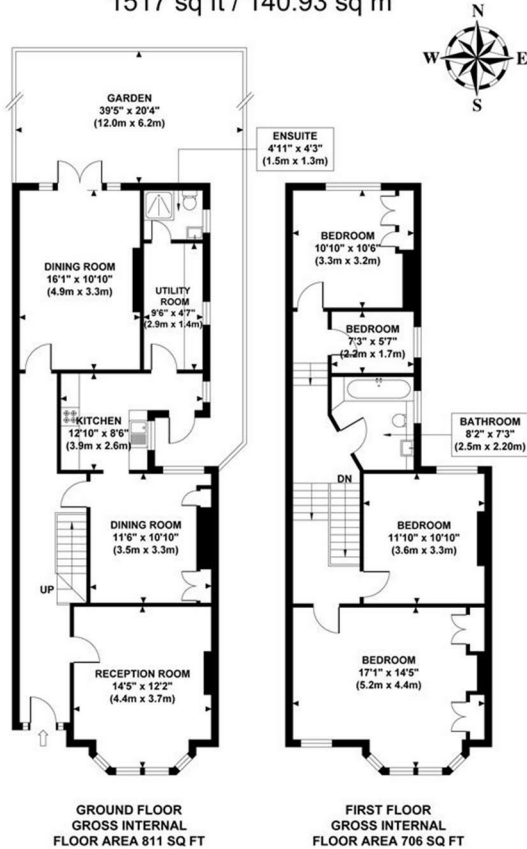 1517 sq ft / 140.93 sq m
N
W
E
S
GARDEN
39'5" x 20'4"
(12.0m x 6.2m)
ENSUITE
4'11" x 4'3"
(1.5m x 1.3m)
DINING ROOM
16'1" x 10'10"
(4.9m x 3.3m)
UTILITY
ROOM
9'6" x 4'7"
(2.9m x 1.4m)
KITCHEN
12'10" x 8'6"
(3.9m x 2.6m)
DINING ROOM
11'6" x 10'10"
(3.5m x 3.3m)
UP
RECEPTION ROOM
14'5" x 12'2"
(4.4m x 3.7m)
GROUND FLOOR
GROSS INTERNAL
FLOOR AREA 811 SQ FT
BEDROOM
10'10" x 10'6"
(3.3m x 3.2m)
BEDROOM
7'3" x 5'7"
(2.2m x 1.7m)
BATHROOM
8'2" x 7'3"
(2.5m x 2.20m)
DN
BEDROOM
11'10" x 10'10"
(3.6m x 3.3m)
BEDROOM
17'1" x 14'5"
(5.2m x 4.4m)
FIRST FLOOR
GROSS INTERNAL
FLOOR AREA 706 SQ FT